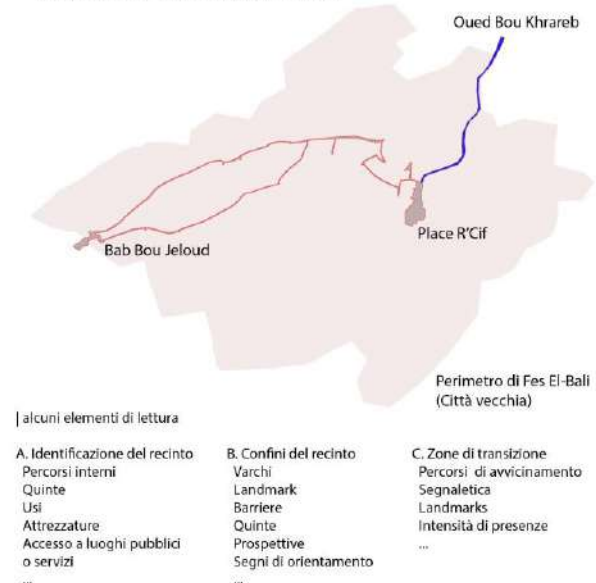 Oued Bou Khrareb
Bab Bou Jeloud
Place R'Cif
Perimetro di Fes El-Bali
(Città vecchia)
| alcuni elementi di lettura
A. Identificazione del recinto
Percorsi interni
Quinte
Usi
Attrezzature
Accesso a luoghi pubblici
o servizi
...
B. Confini del recinto
Varchi
Landmark
Barriere
Quinte
Prospettive
Segni di orientamento
...
C. Zone di transizione
Percorsi di avvicinamento
Segnaletica
Landmarks
Intensità di presenze
...